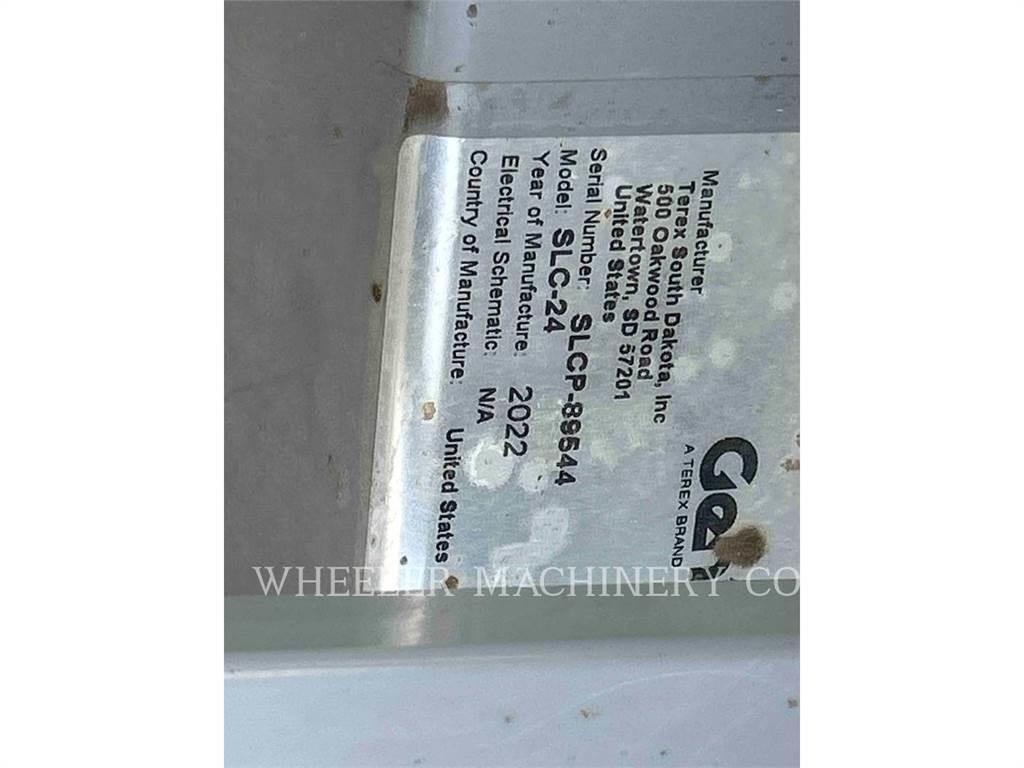 Ge
A TEREX BRAND
Manufacturer
Terex South Dakota, Inc
500 Oakwood Road
Watertown, SD 57201
United States
Serial Number: SLCP-89544
Model: SLC-24
Year of Manufacture: 2022
Electrical Schematic: N/A
Country of Manufacture: United States
WHEELER MACHINERY CO